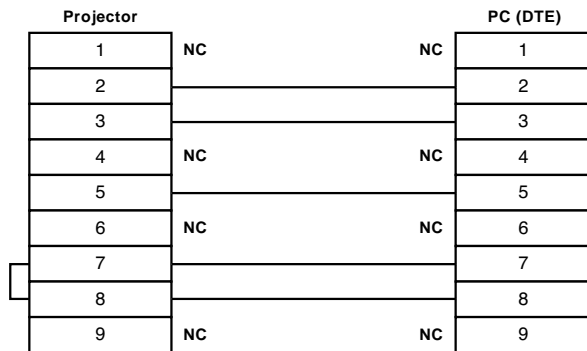 Projector PC (DTE)
1 NC NC 1
2 2
3 3
4 NC NC 4
5 5
6 NC NC 6
7 7
8 8
9 NC NC 9